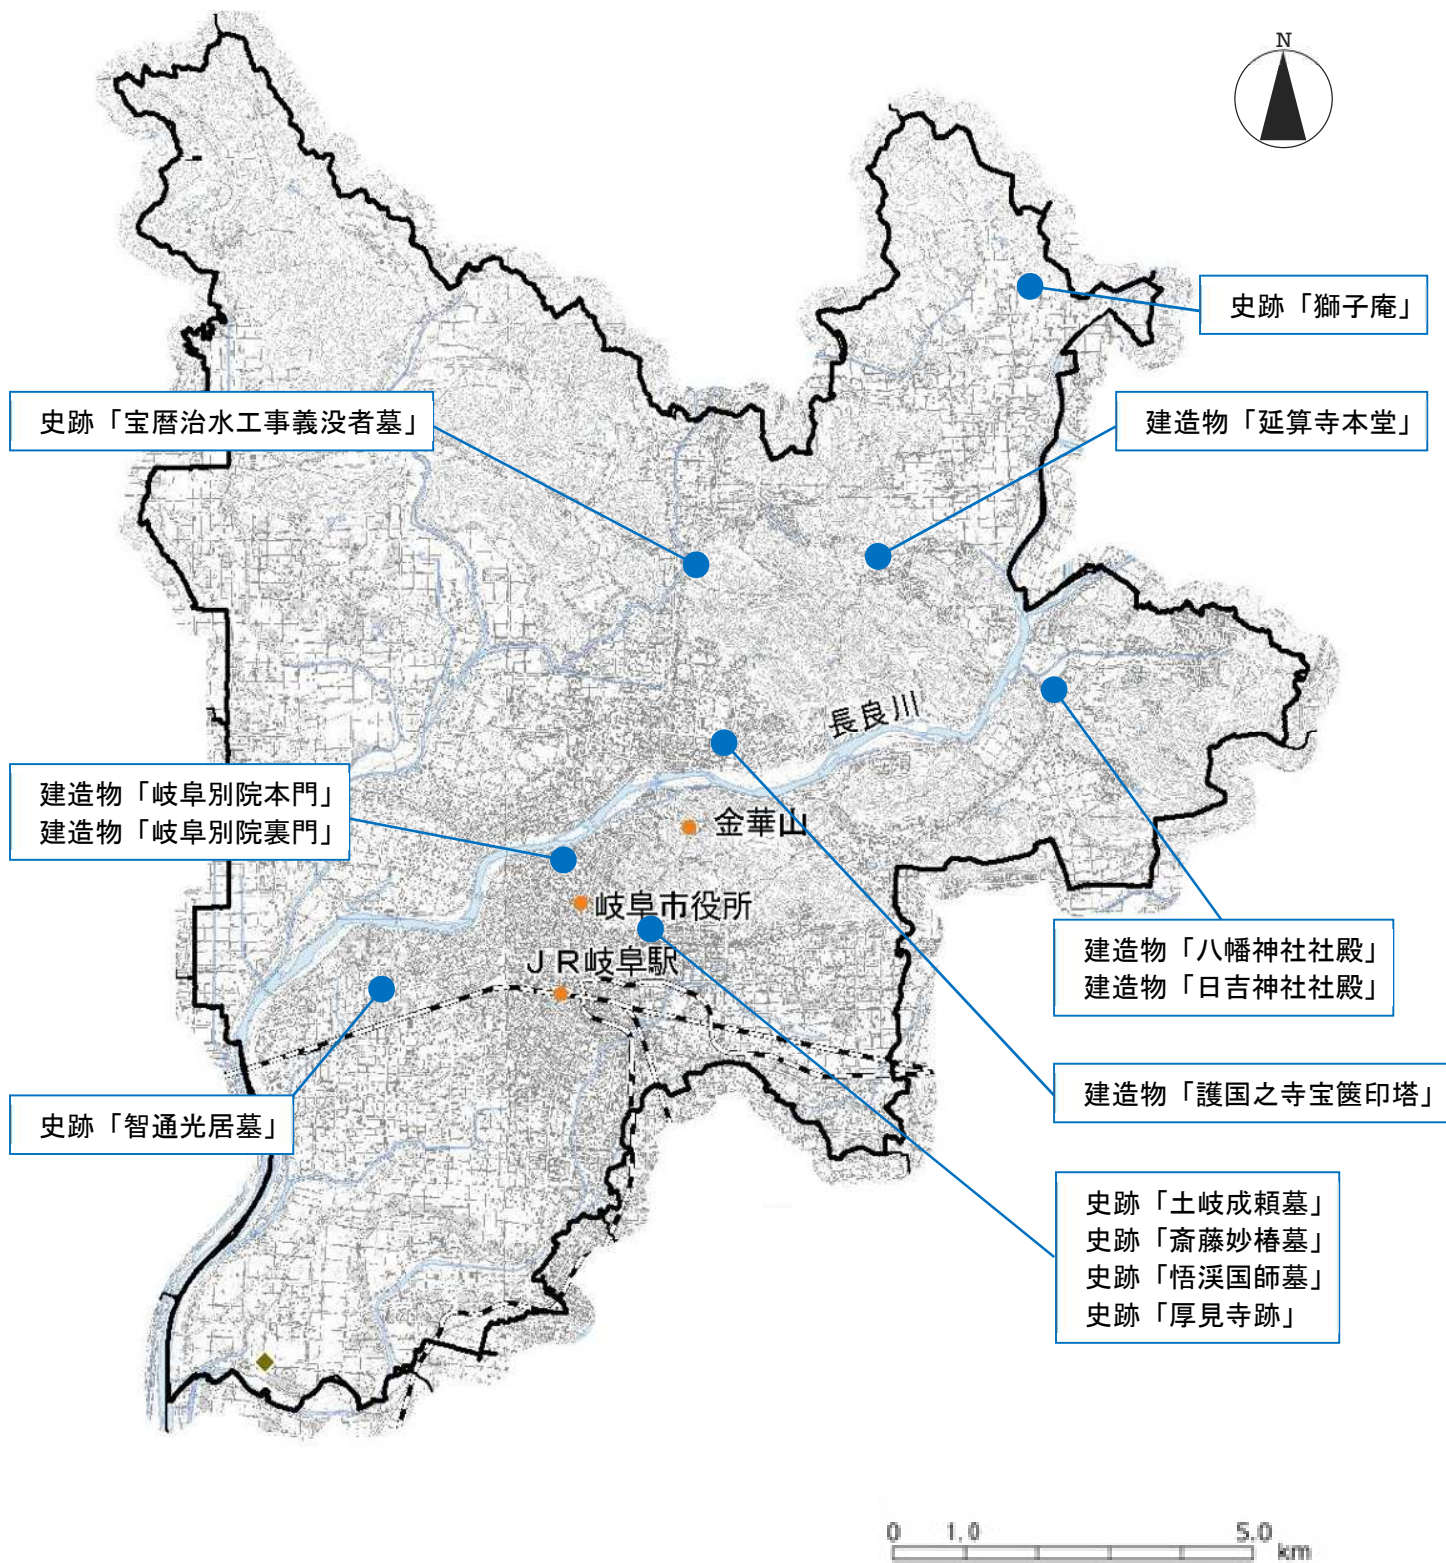 N
史跡「獅子庵」
史跡「宝暦治水工事義没者墓」
建造物「延算寺本堂」
長良川
建造物「岐阜別院本門」
建造物「岐阜別院裏門」
金華山
岐阜市役所
JR岐阜駅
建造物「八幡神社社殿」
建造物「日吉神社社殿」
建造物「護国之寺宝篋印塔」
史跡「智通光居墓」
史跡「土岐成頼墓」
史跡「斎藤妙椿墓」
史跡「悟渓国師墓」
史跡「厚見寺跡」
0 1.0 5.0 km